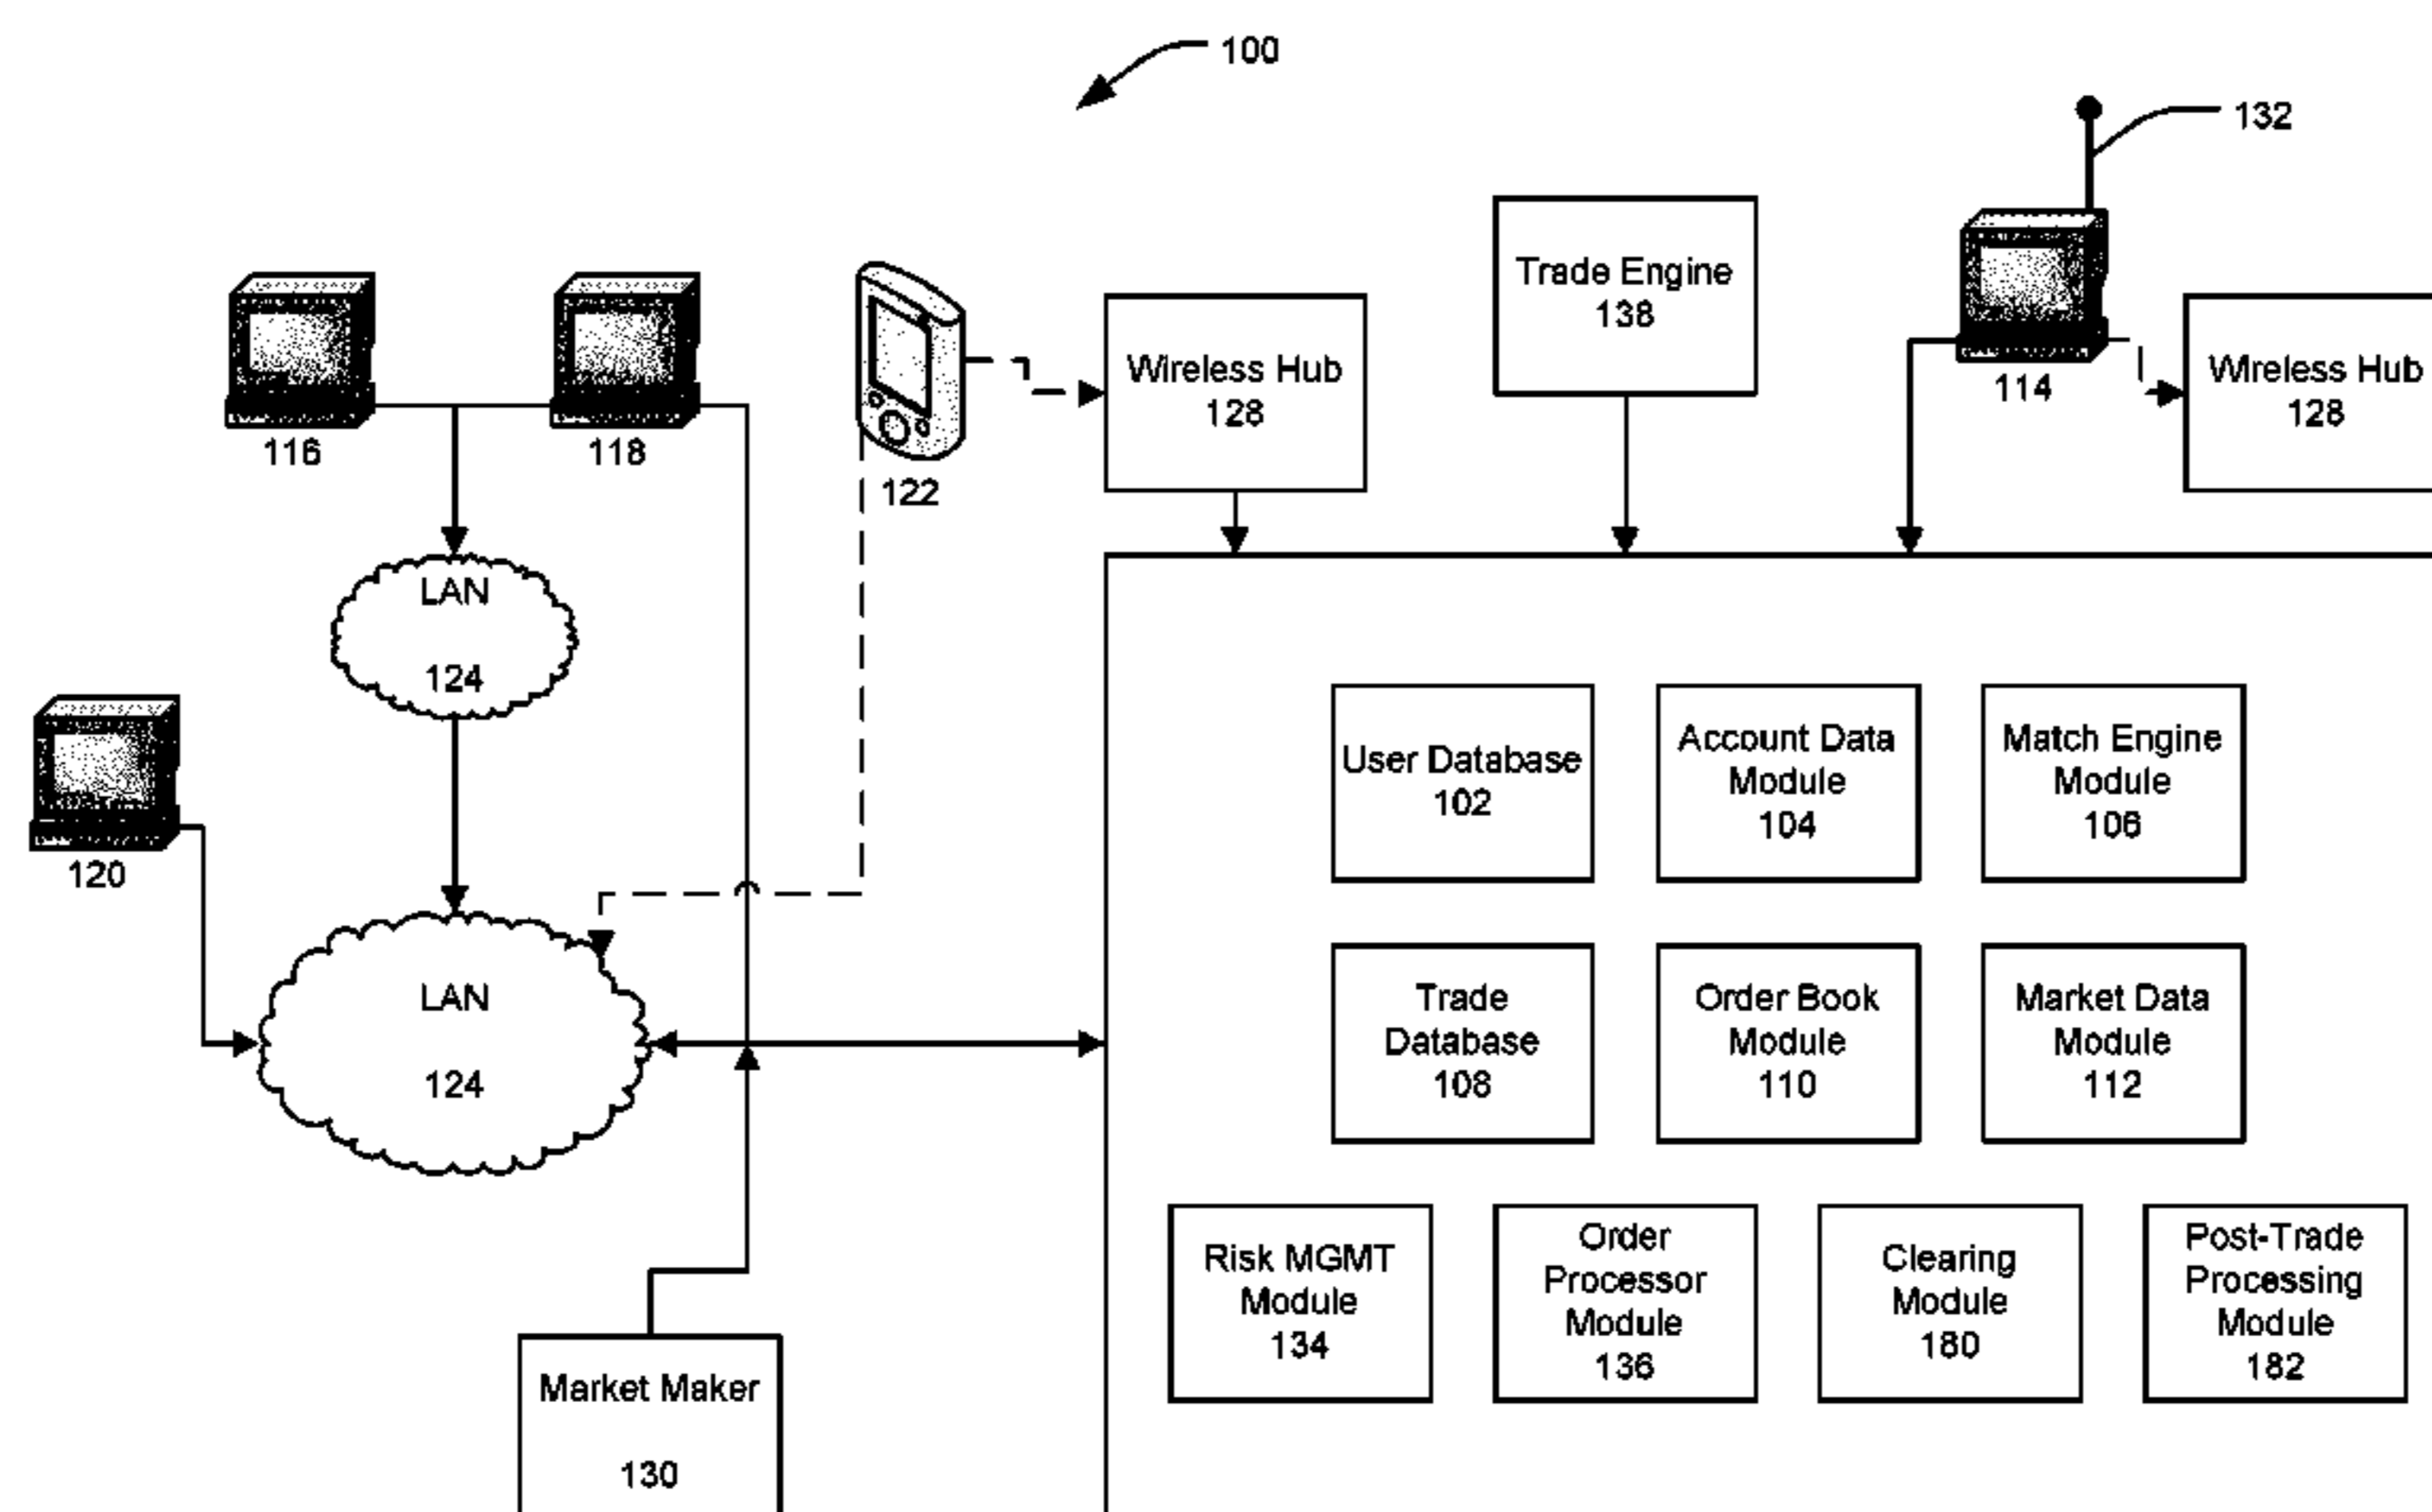 100
132
Trade Engine
138
Wireless Hub
128
114
Wireless Hub
128
116
118
122
LAN
124
120
User Database
102
Account Data
Module
104
Match Engine
Module
106
LAN
124
Trade
Database
108
Order Book
Module
110
Market Data
Module
112
Risk MGMT
Module
134
Order
Processor
Module
136
Clearing
Module
180
Post-Trade
Processing
Module
182
Market Maker
130